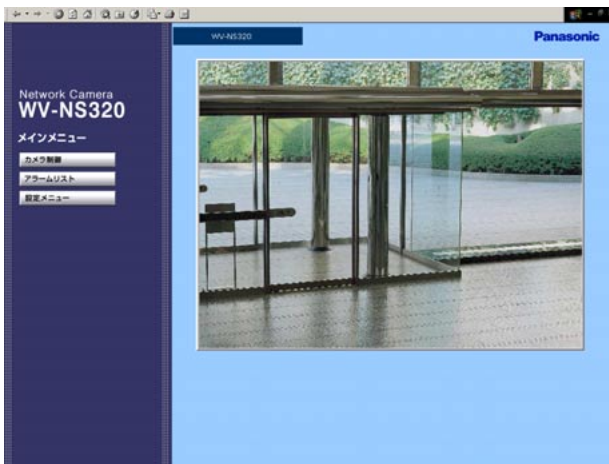 WV-NS320
Panasonic
Network Camera
WV-NS320
メインメニュー
カメラ制御
アラームリスト
設定メニュー